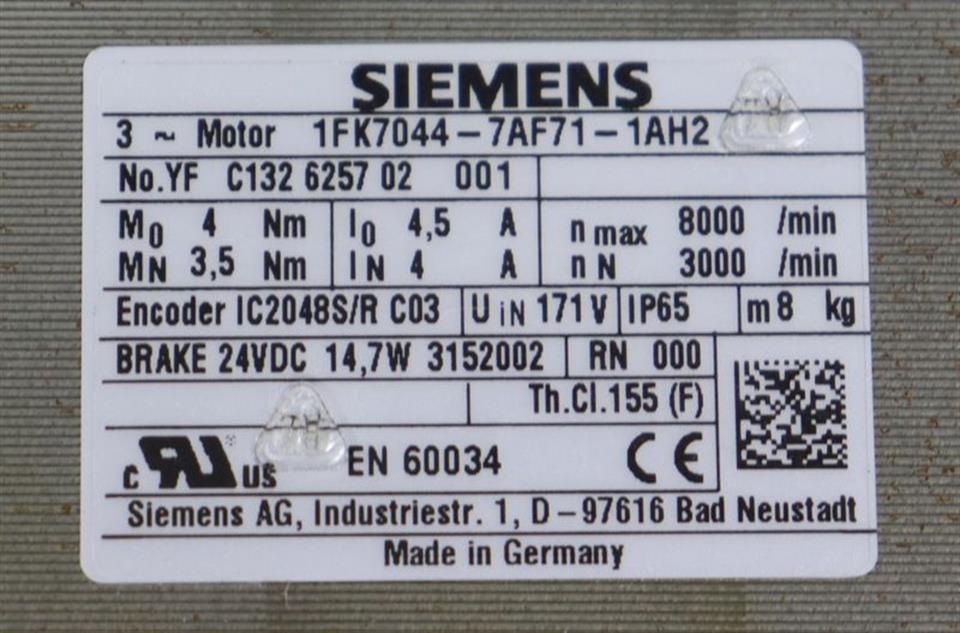 SIEMENS
3 ~ Motor 1FK7044-7AF71-1AH2
No.YF C132 6257 02 001
M0 4 Nm I0 4,5 A n max 8000 /min
MN 3,5 Nm IN 4 A n N 3000 /min
Encoder IC2048S/R C03 U iN 171 V IP65 m 8 kg
BRAKE 24VDC 14,7W 3152002 RN 000
Th.Cl.155 (F)
c RU ® US EN 60034 CE
Siemens AG, Industriestr. 1, D-97616 Bad Neustadt
Made in Germany